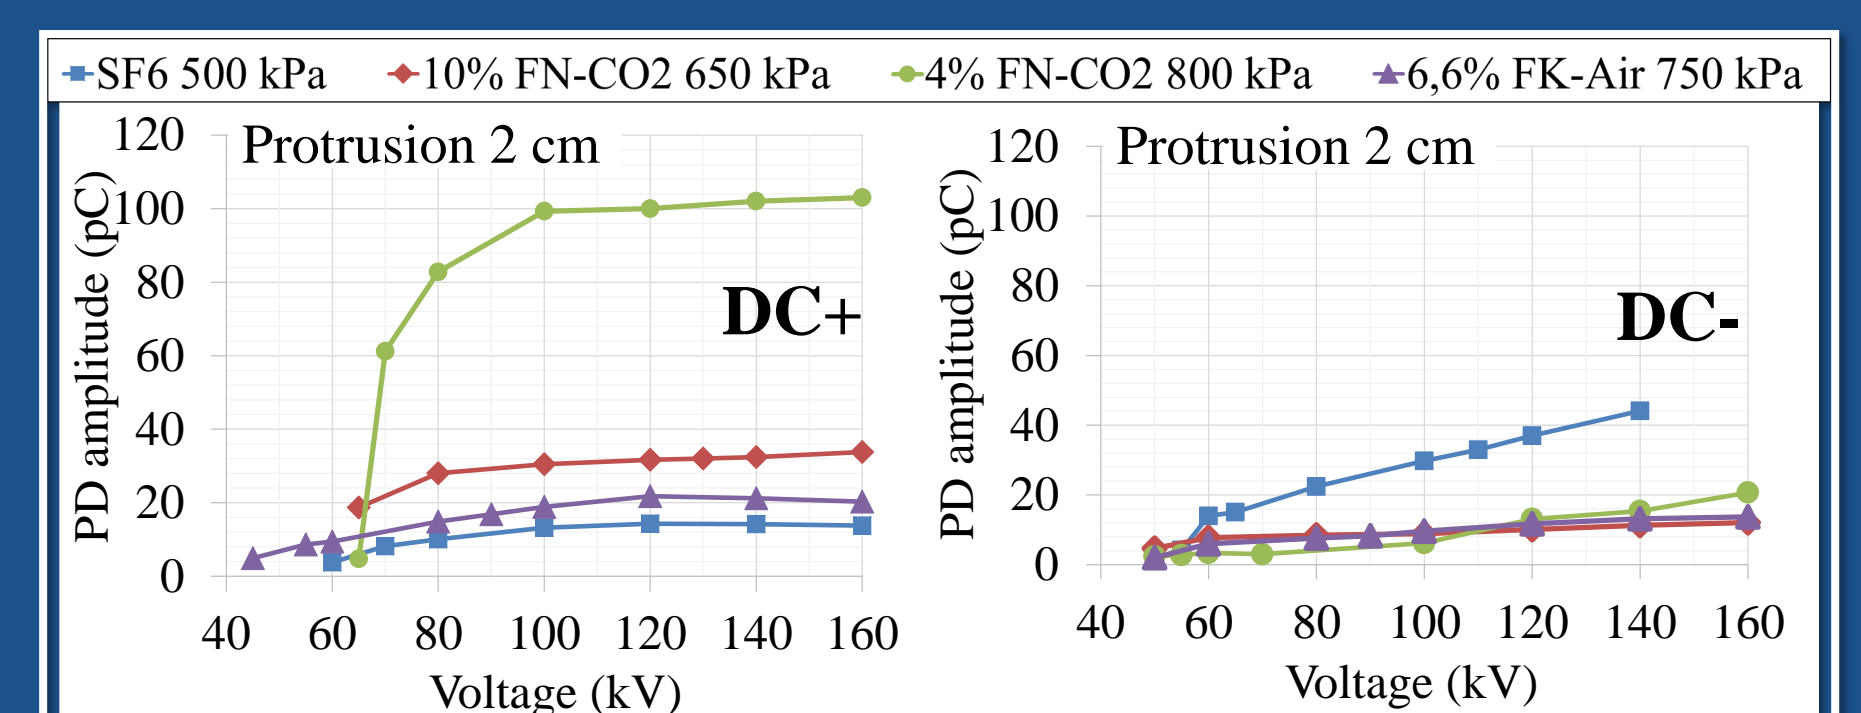 SF6 500 kPa 10% FN-CO2 650 kPa 4% FN-CO2 800 kPa 6,6% FK-Air 750 kPa
Protrusion 2 cm
DC+
PD amplitude (pC)
120
100
80
60
40
20
0
40 60 80 100 120 140 160
Voltage (kV)
Protrusion 2 cm
DC-
PD amplitude (pC)
120
100
80
60
40
20
0
40 60 80 100 120 140 160
Voltage (kV)